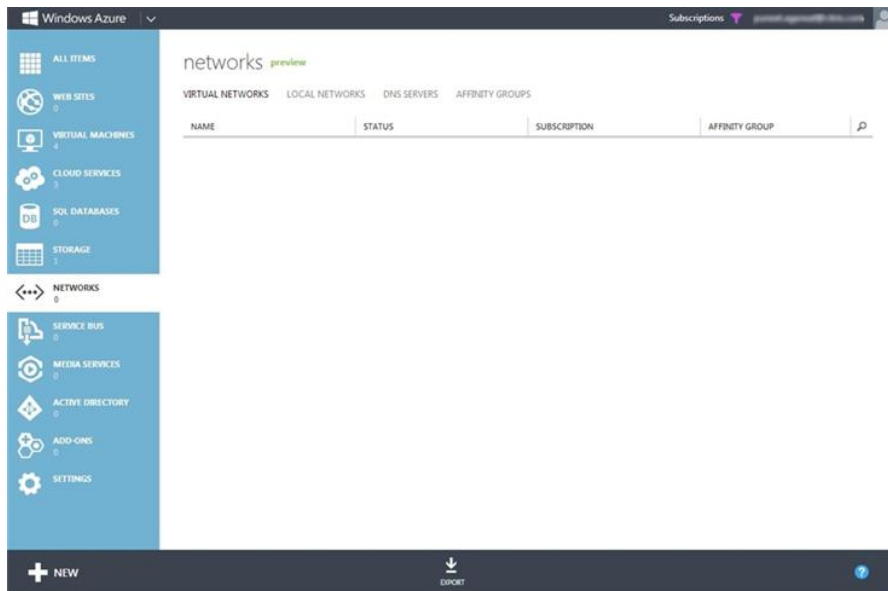 Windows Azure
Subscriptions
ALL ITEMS
WEB SITES
0
VIRTUAL MACHINES
4
CLOUD SERVICES
3
SQL DATABASES
0
DB
STORAGE
1
NETWORKS
0
SERVICE BUS
0
MEDIA SERVICES
0
ACTIVE DIRECTORY
0
ADD-ONS
0
SETTINGS
networks preview
VIRTUAL NETWORKS LOCAL NETWORKS DNS SERVERS AFFINITY GROUPS
NAME STATUS SUBSCRIPTION AFFINITY GROUP
NEW
EXPORT
?